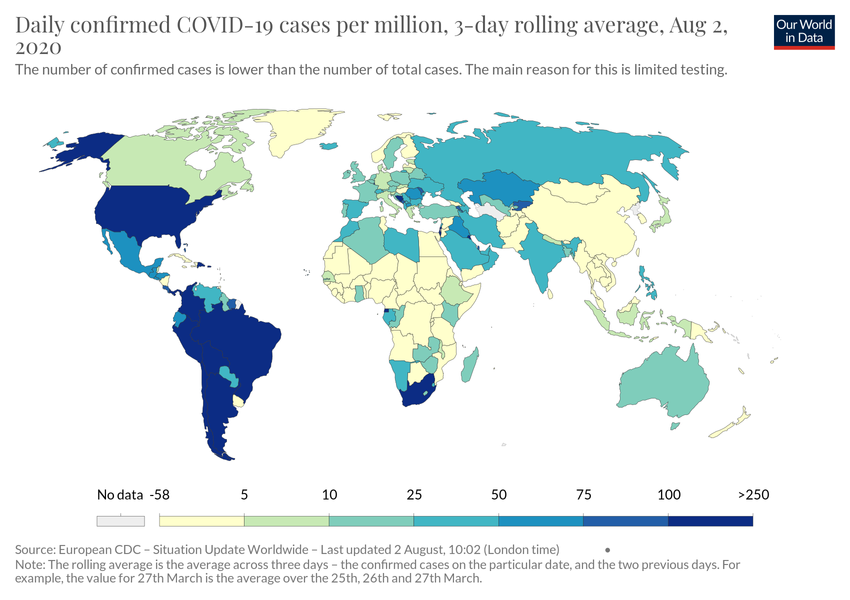 Daily confirmed COVID-19 cases per million, 3-day rolling average, Aug 2,
2020
Our World
in Data
The number of confirmed cases is lower than the number of total cases. The main reason for this is limited testing.
No data -58 5 10 25 50 75 100 >250
Source: European CDC – Situation Update Worldwide – Last updated 2 August, 10:02 (London time)
Note: The rolling average is the average across three days – the confirmed cases on the particular date, and the two previous days. For
example, the value for 27th March is the average over the 25th, 26th and 27th March.